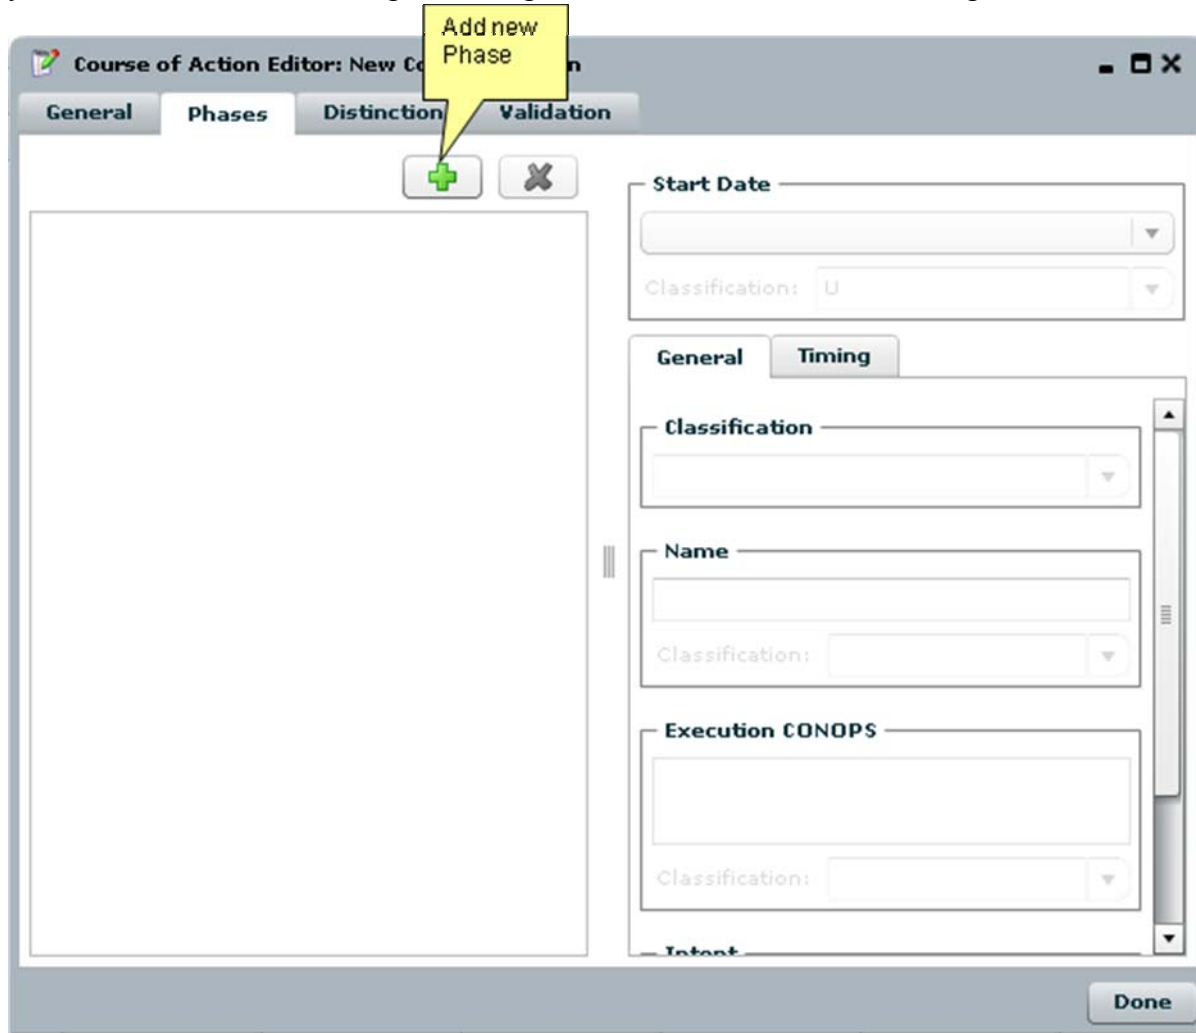 Add new
Phase
Course of Action Editor: New Co
n
General Phases Distinction Validation
Start Date
Classification: U
General Timing
Classification
Name
Classification:
Execution CONOPS
Classification:
Intent
Done